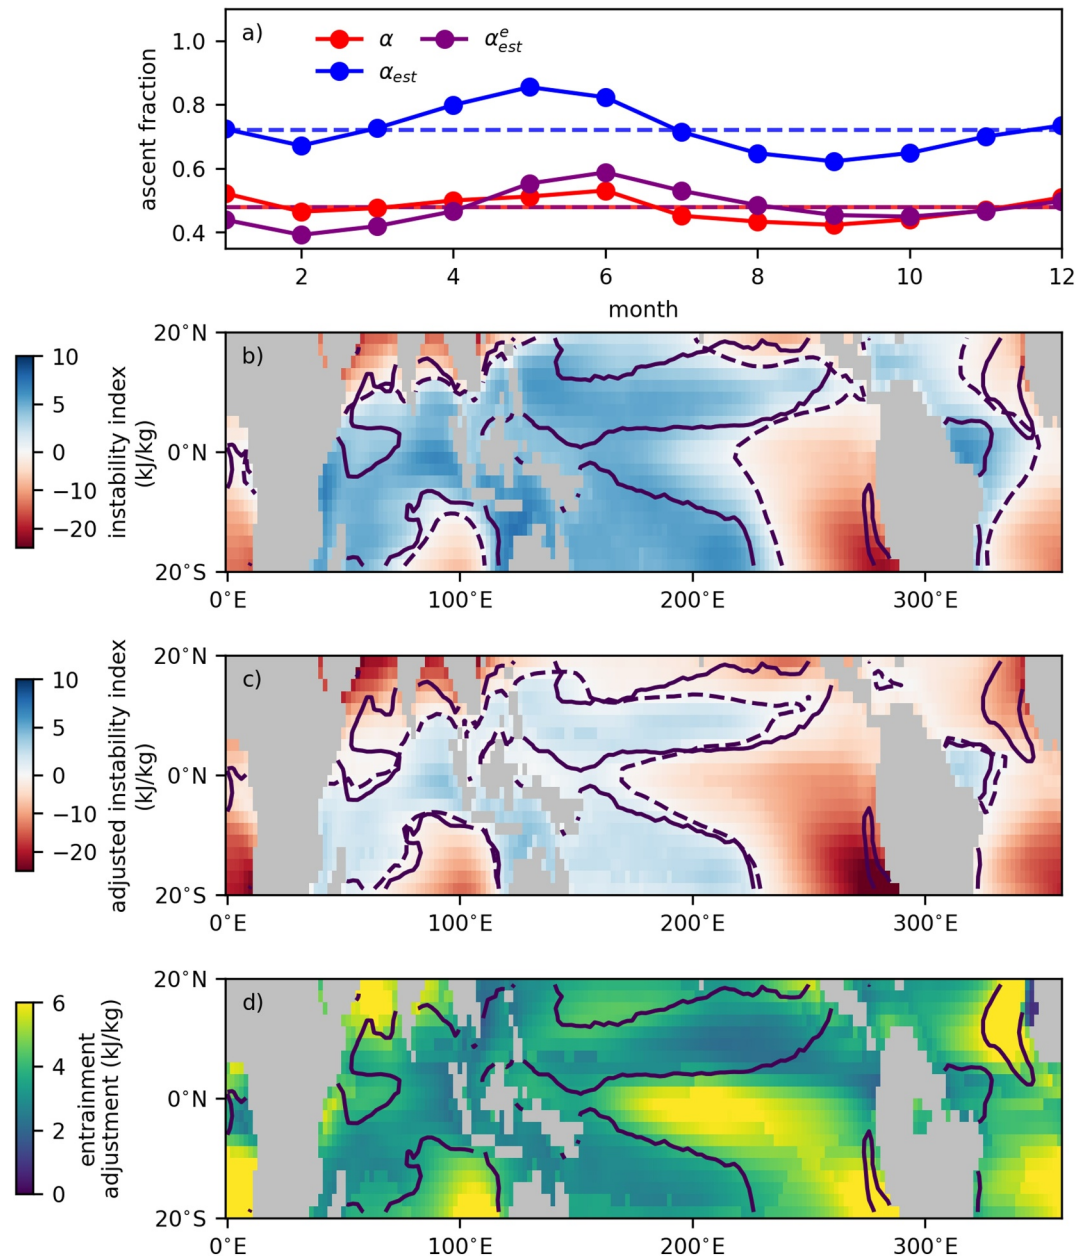 a)
α
α^e_est
α_est
1.0
0.8
0.6
0.4
ascent fraction
2 4 6 8 10 12
month
b)
20°N
0°N
20°S
0°E 100°E 200°E 300°E
10
5
0
−10
−20
instability index
(kJ/kg)
c)
20°N
0°N
20°S
0°E 100°E 200°E 300°E
10
5
0
−10
−20
adjusted instability index
(kJ/kg)
d)
20°N
0°N
20°S
0°E 100°E 200°E 300°E
6
4
2
0
entrainment
adjustment (kJ/kg)